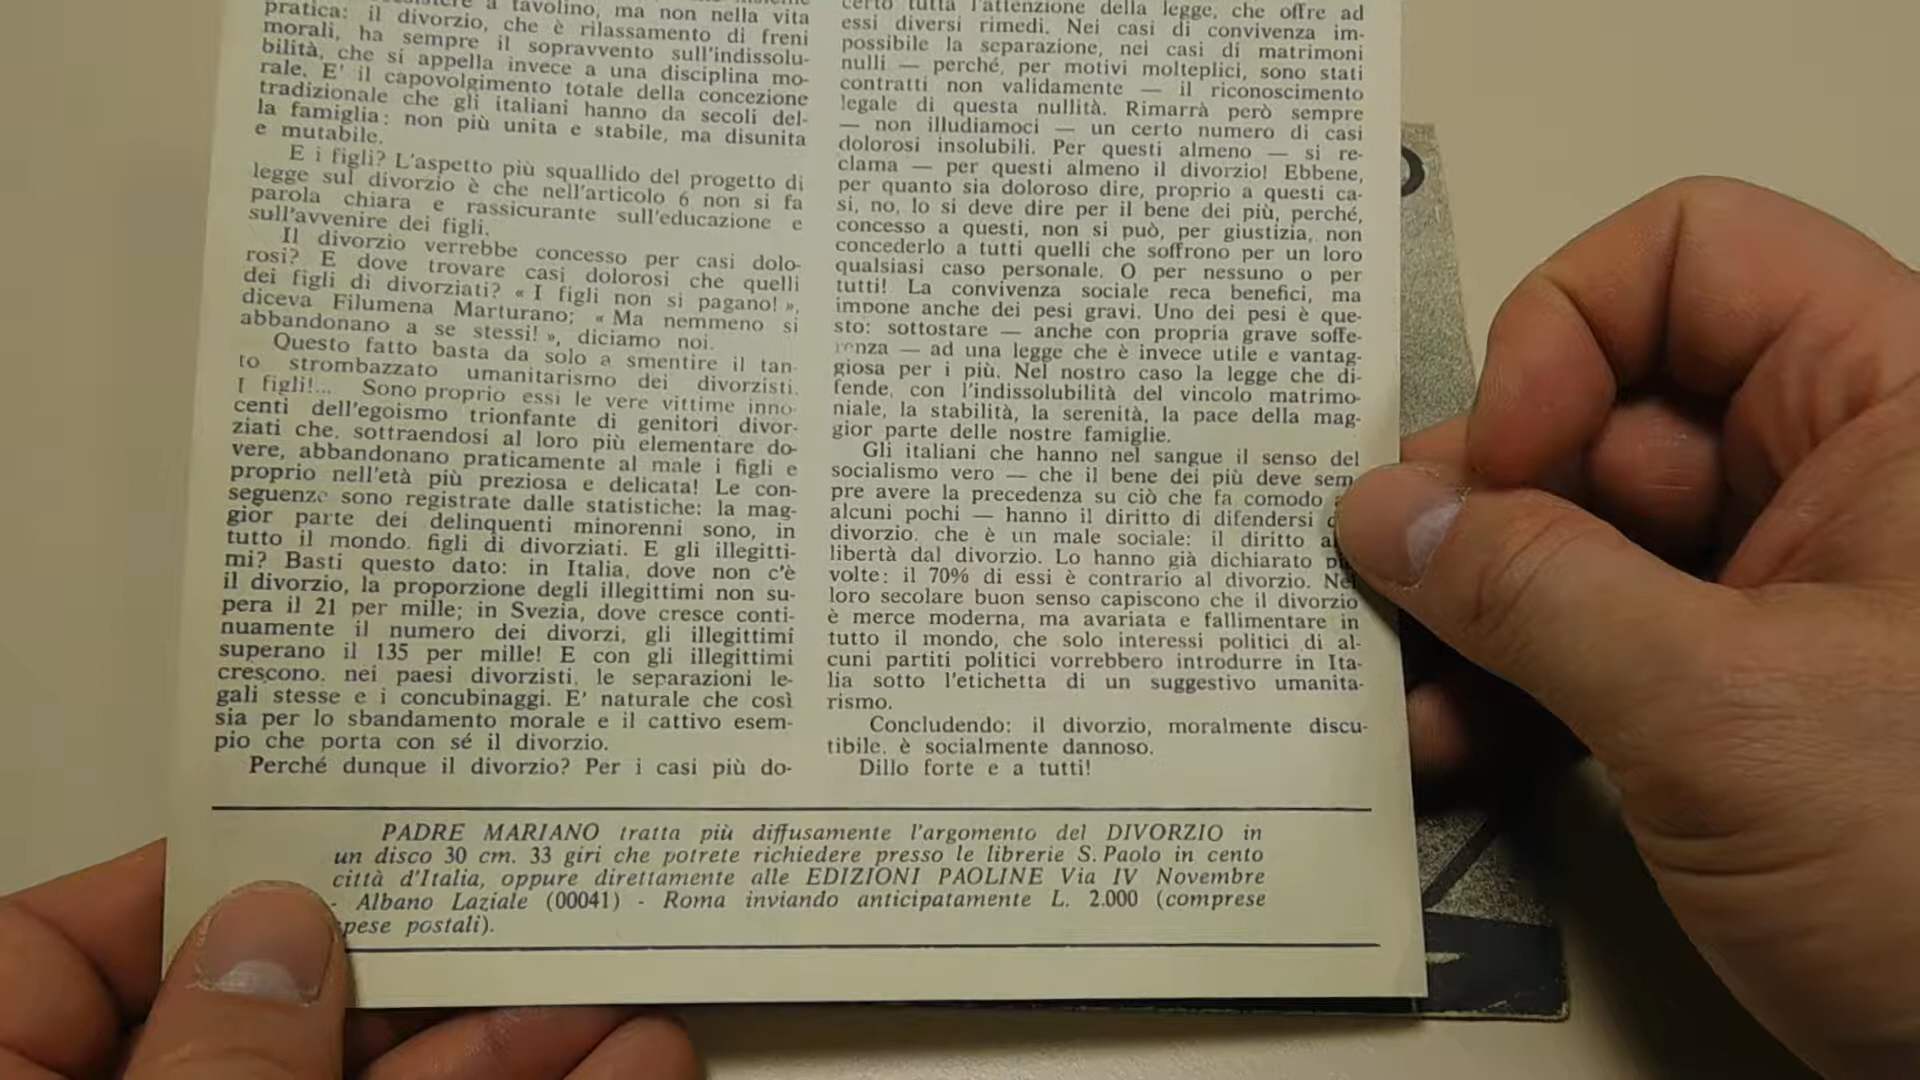 a tavolino, ma non nella vita
pratica: il divorzio, che è rilassamento di freni
morali, ha sempre il sopravvento sull'indissolu-
bilità, che si appella invece a una disciplina mo-
rale. E' il capovolgimento totale della concezione
tradizionale che gli italiani hanno da secoli del-
la famiglia: non più unita e stabile, ma disunita
e mutabile.
E i figli? L'aspetto più squallido del progetto di
legge sul divorzio è che nell'articolo 6 non si fa
parola chiara e rassicurante sull'educazione e
sull'avvenire dei figli.
Il divorzio verrebbe concesso per casi dolo-
rosi? E dove trovare casi dolorosi che quelli
dei figli di divorziati? « I figli non si pagano! »,
diceva Filumena Marturano; « Ma nemmeno si
abbandonano a se stessi! », diciamo noi.
Questo fatto basta da solo a smentire il tan-
to strombazzato umanitarismo dei divorzisti.
I figli!... Sono proprio essi le vere vittime inno-
centi dell'egoismo trionfante di genitori divor-
ziati che, sottraendosi al loro più elementare do-
vere, abbandonano praticamente al male i figli e
proprio nell'età più preziosa e delicata! Le con-
seguenze sono registrate dalle statistiche: la mag-
gior parte dei delinquenti minorenni sono, in
tutto il mondo, figli di divorziati. E gli illegitti-
mi? Basti questo dato: in Italia, dove non c'è
il divorzio, la proporzione degli illegittimi non su-
pera il 21 per mille; in Svezia, dove cresce conti-
nuamente il numero dei divorzi, gli illegittimi
superano il 135 per mille! E con gli illegittimi
crescono, nei paesi divorzisti, le separazioni le-
gali stesse e i concubinaggi. E' naturale che così
sia per lo sbandamento morale e il cattivo esem-
pio che porta con sé il divorzio.
Perché dunque il divorzio? Per i casi più do-
certo tutta l'attenzione della legge, che offre ad
essi diversi rimedi. Nei casi di convivenza im-
possibile la separazione, nei casi di matrimoni
nulli — perché, per motivi molteplici, sono stati
contratti non validamente — il riconoscimento
legale di questa nullità. Rimarrà però sempre
— non illudiamoci — un certo numero di casi
dolorosi insolubili. Per questi almeno — si re-
clama — per questi almeno il divorzio! Ebbene,
per quanto sia doloroso dire, proprio a questi ca-
si, no, lo si deve dire per il bene dei più, perché,
concesso a questi, non si può, per giustizia, non
concederlo a tutti quelli che soffrono per un loro
qualsiasi caso personale. O per nessuno o per
tutti! La convivenza sociale reca benefici, ma
impone anche dei pesi gravi. Uno dei pesi è que-
sto: sottostare — anche con propria grave soffe-
renza — ad una legge che è invece utile e vantag-
giosa per i più. Nel nostro caso la legge che di-
fende, con l'indissolubilità del vincolo matrimo-
niale, la stabilità, la serenità, la pace della mag-
gior parte delle nostre famiglie.
Gli italiani che hanno nel sangue il senso del
socialismo vero — che il bene dei più deve sem-
pre avere la precedenza su ciò che fa comodo
alcuni pochi — hanno il diritto di difendersi
divorzio, che è un male sociale: il diritto
libertà dal divorzio. Lo hanno già dichiarato
volte: il 70% di essi è contrario al divorzio. Nel
loro secolare buon senso capiscono che il divorzio
è merce moderna, ma avariata e fallimentare in
tutto il mondo, che solo interessi politici di al-
cuni partiti politici vorrebbero introdurre in Ita-
lia sotto l'etichetta di un suggestivo umanita-
rismo.
Concludendo: il divorzio, moralmente discu-
tibile, è socialmente dannoso.
Dillo forte e a tutti!
PADRE MARIANO tratta più diffusamente l'argomento del DIVORZIO in
un disco 30 cm. 33 giri che potrete richiedere presso le librerie S. Paolo in cento
città d'Italia, oppure direttamente alle EDIZIONI PAOLINE Via IV Novembre
- Albano Laziale (00041) - Roma inviando anticipatamente L. 2.000 (comprese
spese postali).